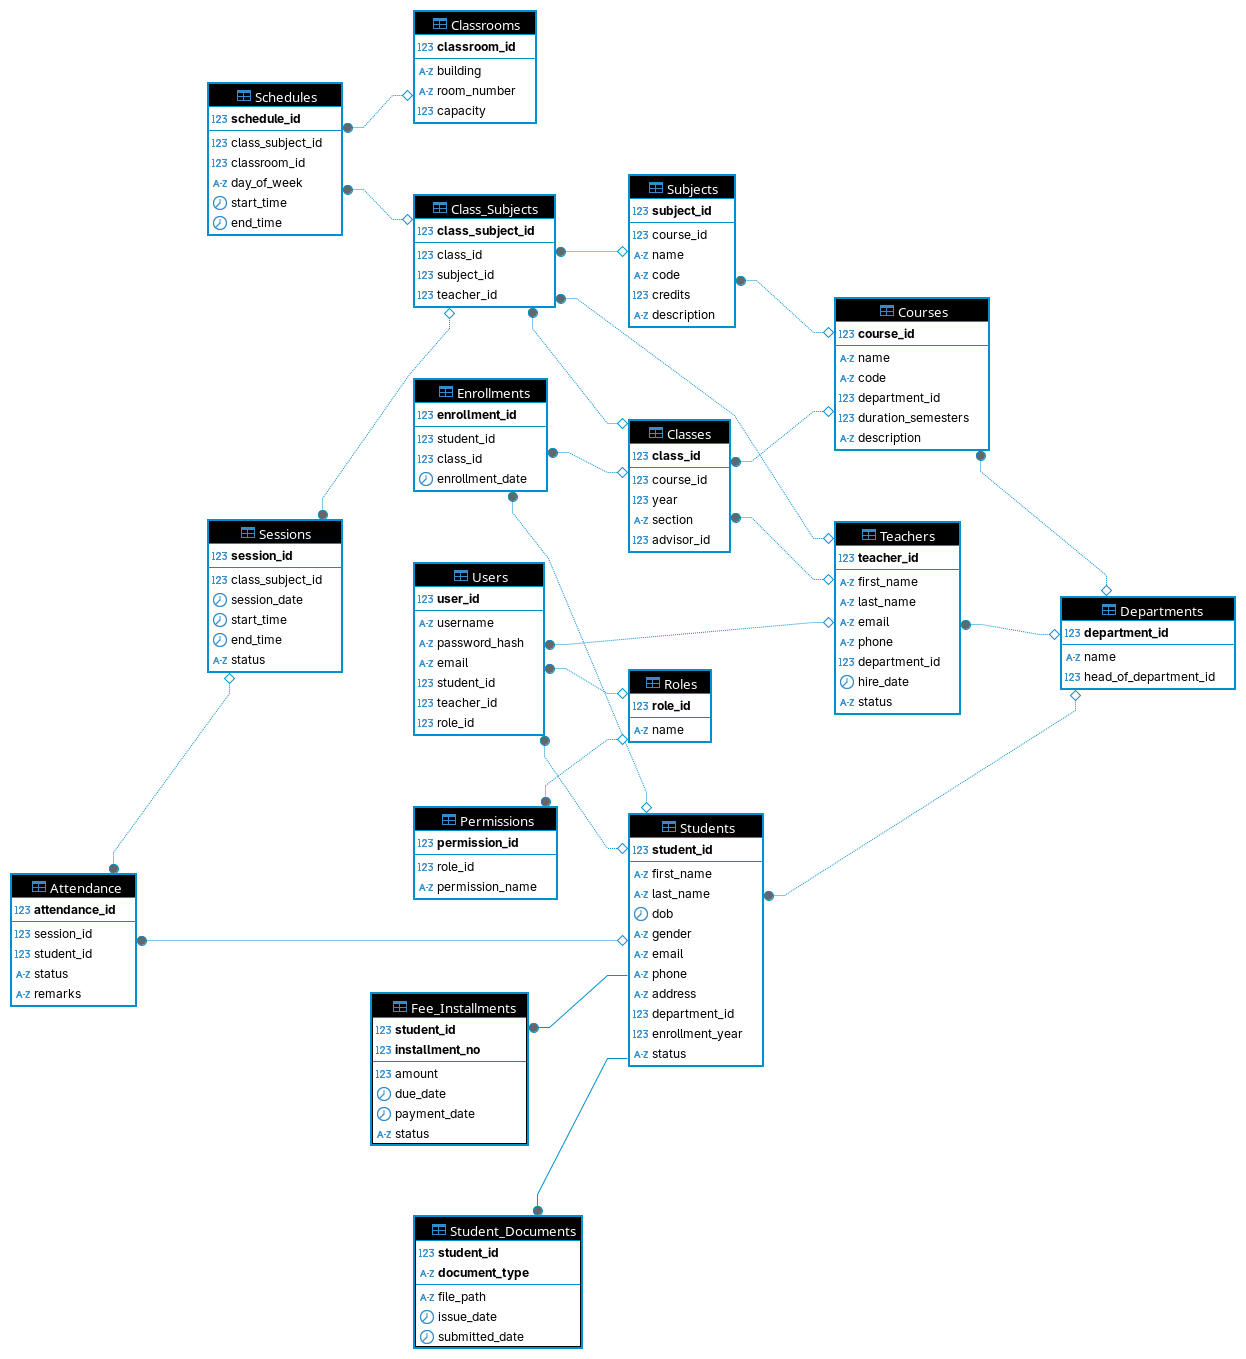 Classrooms
123 classroom_id
A-Z building
A-Z room_number
123 capacity
Schedules
123 schedule_id
123 class_subject_id
123 classroom_id
A-Z day_of_week
start_time
end_time
Class_Subjects
123 class_subject_id
123 class_id
123 subject_id
123 teacher_id
Subjects
123 subject_id
123 course_id
A-Z name
A-Z code
123 credits
A-Z description
Courses
123 course_id
A-Z name
A-Z code
123 department_id
123 duration_semesters
A-Z description
Enrollments
123 enrollment_id
123 student_id
123 class_id
enrollment_date
Classes
123 class_id
123 course_id
123 year
A-Z section
123 advisor_id
Sessions
123 session_id
123 class_subject_id
session_date
start_time
end_time
A-Z status
Users
123 user_id
A-Z username
A-Z password_hash
A-Z email
123 student_id
123 teacher_id
123 role_id
Teachers
123 teacher_id
A-Z first_name
A-Z last_name
A-Z email
A-Z phone
123 department_id
hire_date
A-Z status
Departments
123 department_id
A-Z name
123 head_of_department_id
Roles
123 role_id
A-Z name
Permissions
123 permission_id
123 role_id
A-Z permission_name
Students
123 student_id
A-Z first_name
A-Z last_name
dob
A-Z gender
A-Z email
A-Z phone
A-Z address
123 department_id
123 enrollment_year
A-Z status
Attendance
123 attendance_id
123 session_id
123 student_id
A-Z status
A-Z remarks
Fee_Installments
123 student_id
123 installment_no
123 amount
due_date
payment_date
A-Z status
Student_Documents
123 student_id
A-Z document_type
A-Z file_path
issue_date
submitted_date